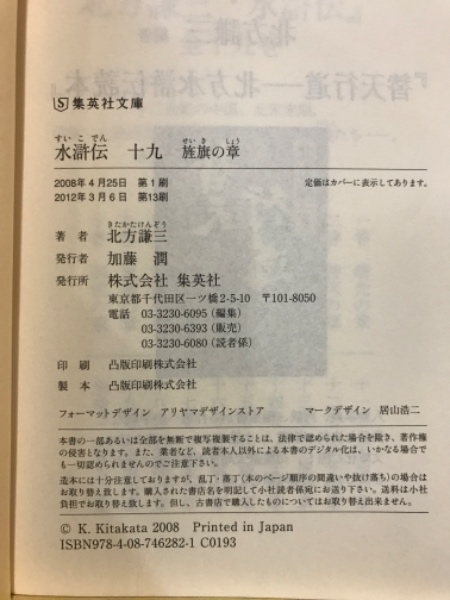 集英社文庫
すいこでん せいきしょう
水滸伝 十九 旌旗の章
2008年4月25日 第1刷 定価はカバーに表示してあります。
2012年3月6日 第13刷
きたかたけんぞう
著者 北方謙三
発行者 加藤 潤
発行所 株式会社 集英社
東京都千代田区一ツ橋2-5-10 〒101-8050
電話 03-3230-6095（編集）
03-3230-6393（販売）
03-3230-6080（読者係）
印刷 凸版印刷株式会社
製本 凸版印刷株式会社
フォーマットデザイン アリヤマデザインストア マークデザイン 居山浩二
本書の一部あるいは全部を無断で複写複製することは、法律で認められた場合を除き、著作権
の侵害となります。また、業者など、読者本人以外による本書のデジタル化は、いかなる場合で
も一切認められませんのでご注意下さい。
造本には十分注意しておりますが、乱丁・落丁（本のページ順序の間違いや抜け落ち）の場合は
お取り替え致します。購入された書店名を明記して小社読者係宛にお送り下さい。送料は小社
負担でお取り替え致します。但し、古書店で購入したものについてはお取り替え出来ません。
© K. Kitakata 2008 Printed in Japan
ISBN978-4-08-746282-1 C0193